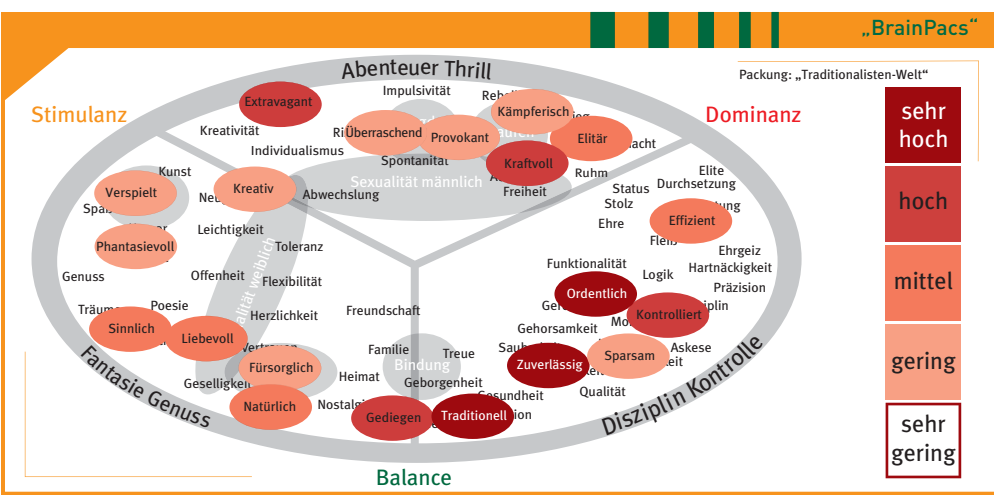 „BrainPacs“
Packung: „Traditionalisten-Welt“
Abenteuer Thrill
Stimulanz
Dominanz
Extravagant
Impulsivität
Kämpferisch
Kreativität
Überraschend
Provokant
Elitär
Individualismus
Spontanität
Kraftvoll
Ruhm
Freiheit
Sexualität männlich
Abwechslung
Kunst
Verspielt
Kreativ
Elite
Durchsetzung
Status
Stolz
Ehre
Effizient
Leichtigkeit
Phantasievoll
Toleranz
Ehrgeiz
Hartnäckigkeit
Präzision
Genuss
Offenheit
Flexibilität
Funktionalität
Logik
Ordentlich
Poesie
Herzlichkeit
Freundschaft
Kontrolliert
Sinnlich
Liebevoll
Gehorsamkeit
Familie
Treue
Askese
Fürsorglich
Heimat
Bindung
Zuverlässig
Sparsam
Geborgenheit
Qualität
Natürlich
Gediegen
Traditionell
Fantasie Genuss
Disziplin Kontrolle
Balance
sehr
hoch
hoch
mittel
gering
sehr
gering